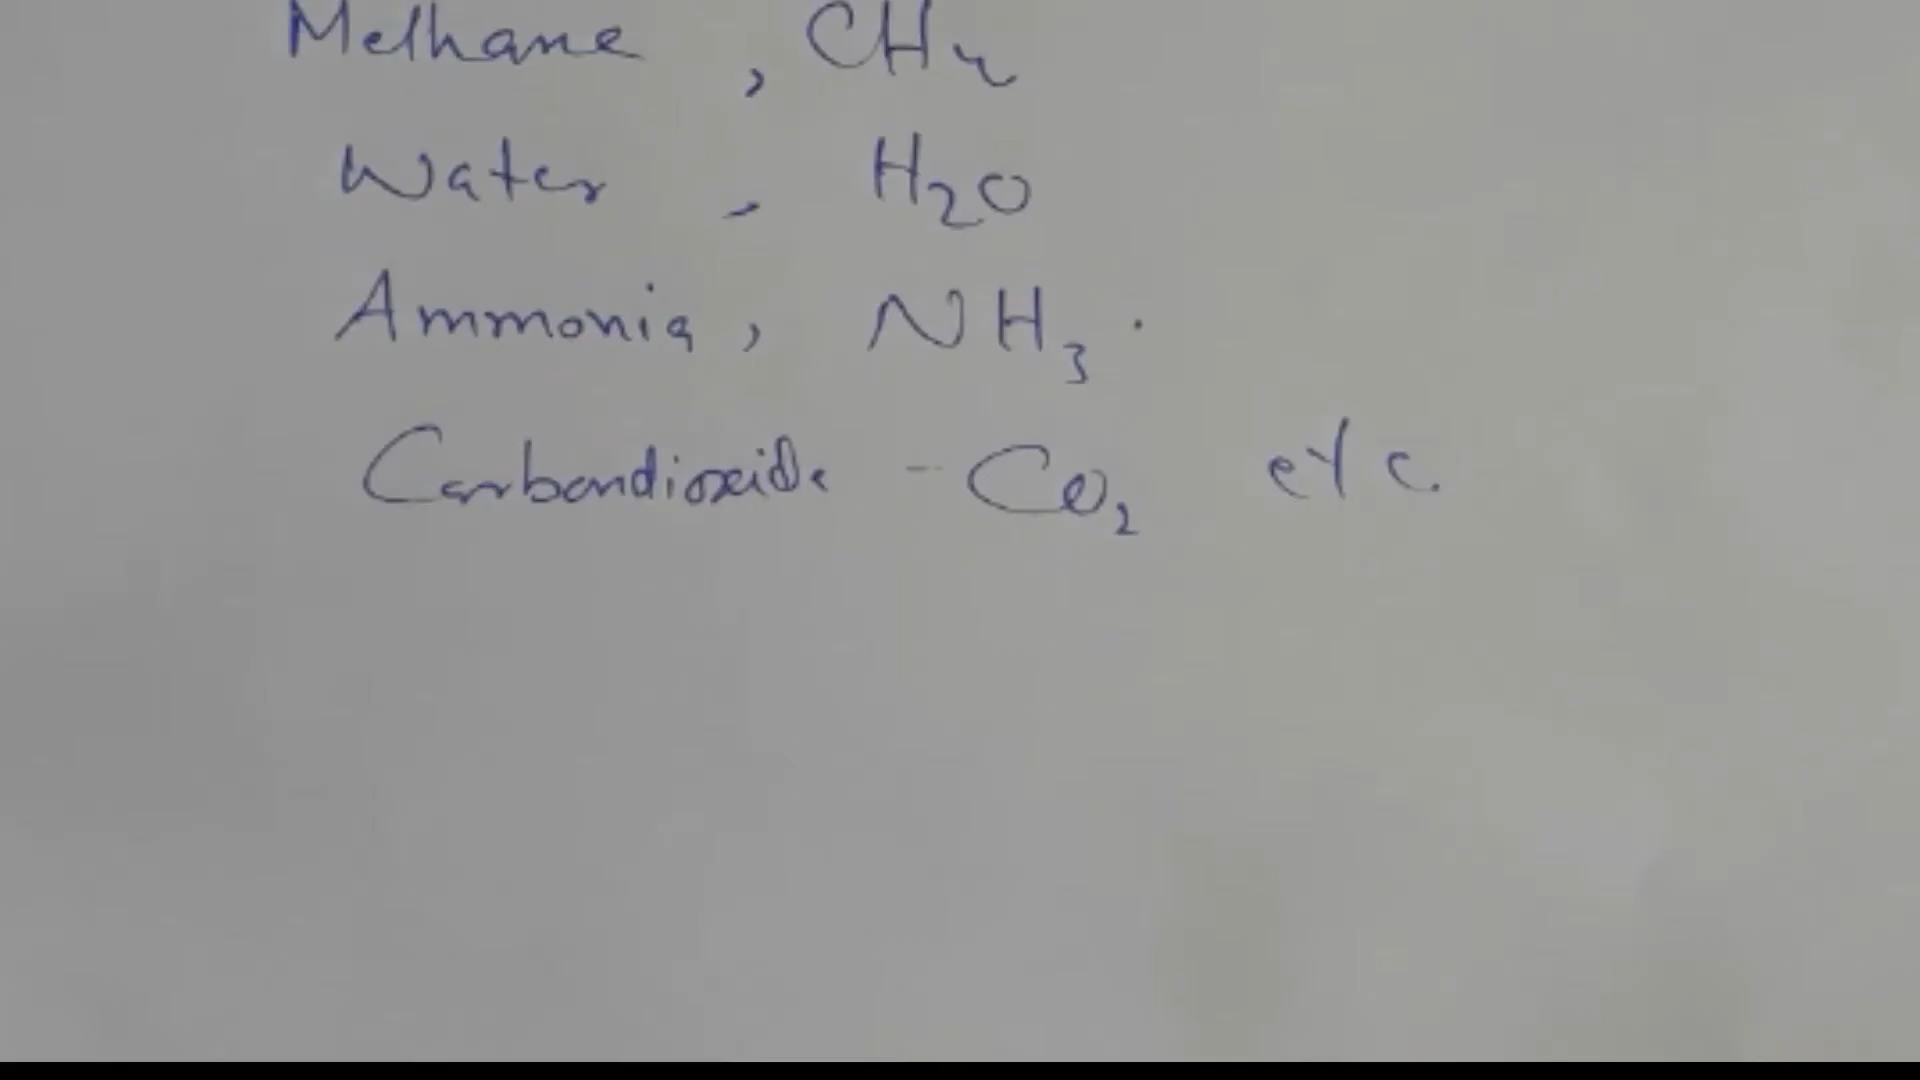 Methane, CH4
Water - H2O
Ammonia, NH3.
Carbondioxide - CO2 etc.